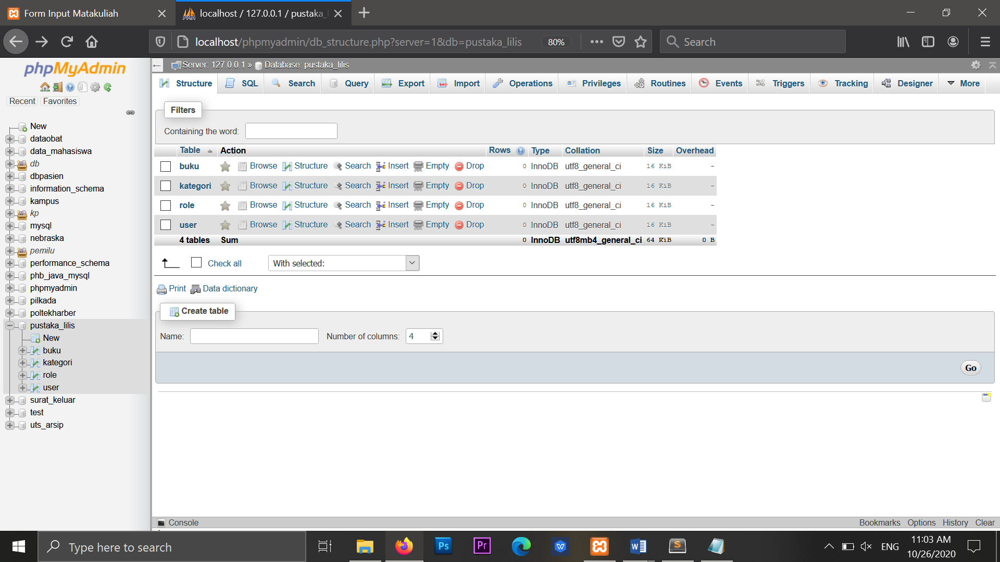 Form Input Matakuliah
localhost / 127.0.0.1 / pustaka_l
localhost/phpmyadmin/db_structure.php?server=1&db=pustaka_lilis
80%
Search
phpMyAdmin
Recent
Favorites
New
dataobat
data_mahasiswa
db
dbpasien
information_schema
kampus
kp
mysql
nebraska
pemilu
performance_schema
phb_java_mysql
phpmyadmin
pilkada
poltekharber
pustaka_lilis
New
buku
kategori
role
user
surat_keluar
test
uts_arsip
Server: 127.0.0.1 » Database: pustaka_lilis
Structure SQL Search Query Export Import Operations Privileges Routines Events Triggers Tracking Designer More
Filters
Containing the word:
Table Action Rows Type Collation Size Overhead
buku Browse Structure Search Insert Empty Drop 0 InnoDB utf8_general_ci 16 KiB -
kategori Browse Structure Search Insert Empty Drop 0 InnoDB utf8_general_ci 16 KiB -
role Browse Structure Search Insert Empty Drop 0 InnoDB utf8_general_ci 16 KiB -
user Browse Structure Search Insert Empty Drop 0 InnoDB utf8_general_ci 16 KiB -
4 tables Sum 0 InnoDB utf8mb4_general_ci 64 KiB 0 B
Check all With selected:
Print Data dictionary
Create table
Name: Number of columns: 4
Go
Console Bookmarks Options History Clear
Type here to search
Ps
Pr
ENG
11:03 AM
10/26/2020